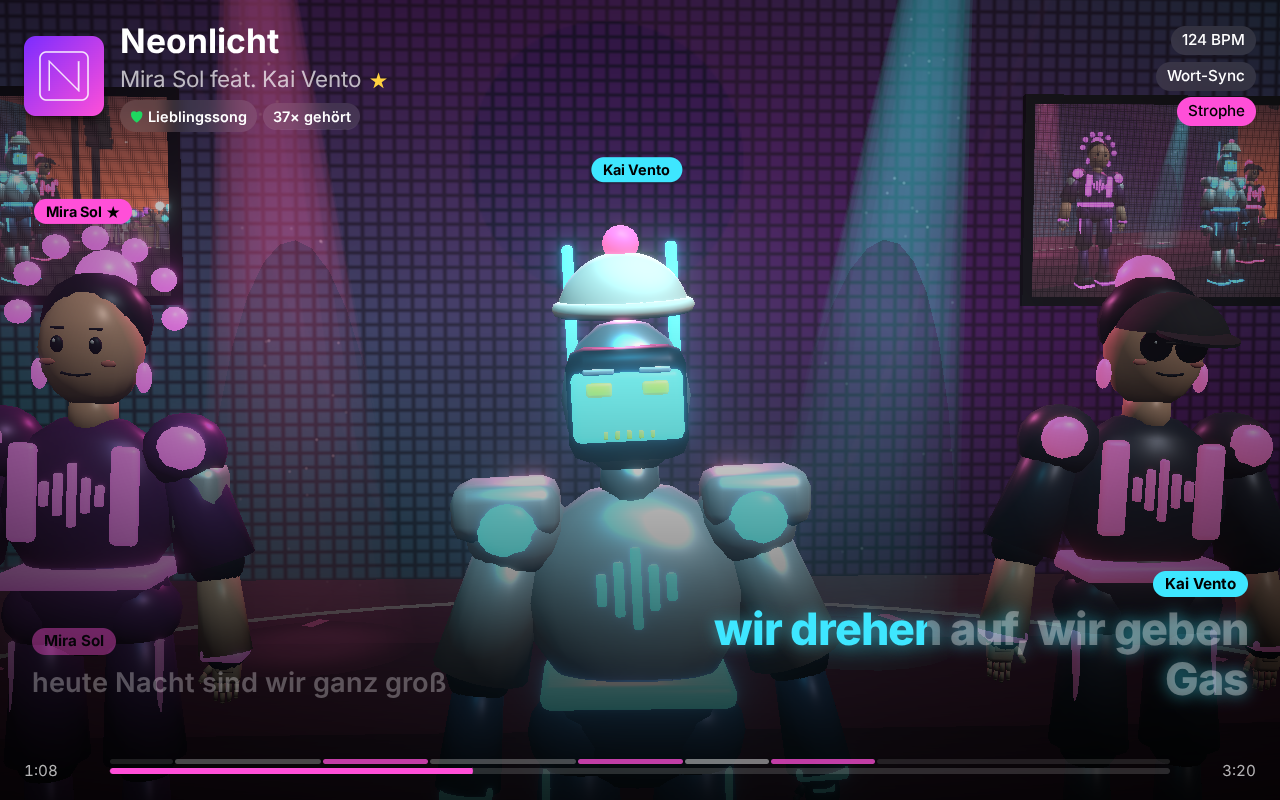 Neonlicht
Mira Sol feat. Kai Vento ★
Lieblingssong
37× gehört
124 BPM
Wort-Sync
Strophe
Kai Vento
Mira Sol ★
Kai Vento
wir drehen auf, wir geben
Gas
Mira Sol
heute Nacht sind wir ganz groß
1:08
3:20